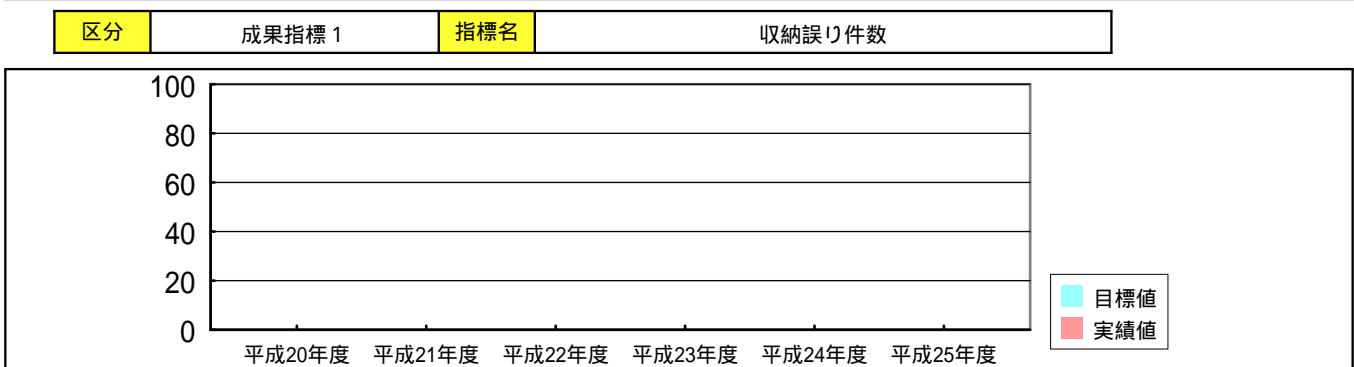 区分 成果指標1 指標名 収納誤り件数
100
80
60
40
20
0
平成20年度 平成21年度 平成22年度 平成23年度 平成24年度 平成25年度
目標値
実績値